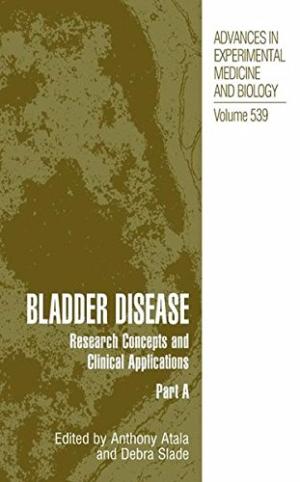 ADVANCES IN
EXPERIMENTAL
MEDICINE
AND BIOLOGY
Volume 539
BLADDER DISEASE
Research Concepts and
Clinical Applications
Part A
Edited by Anthony Atala
and Debra Slade